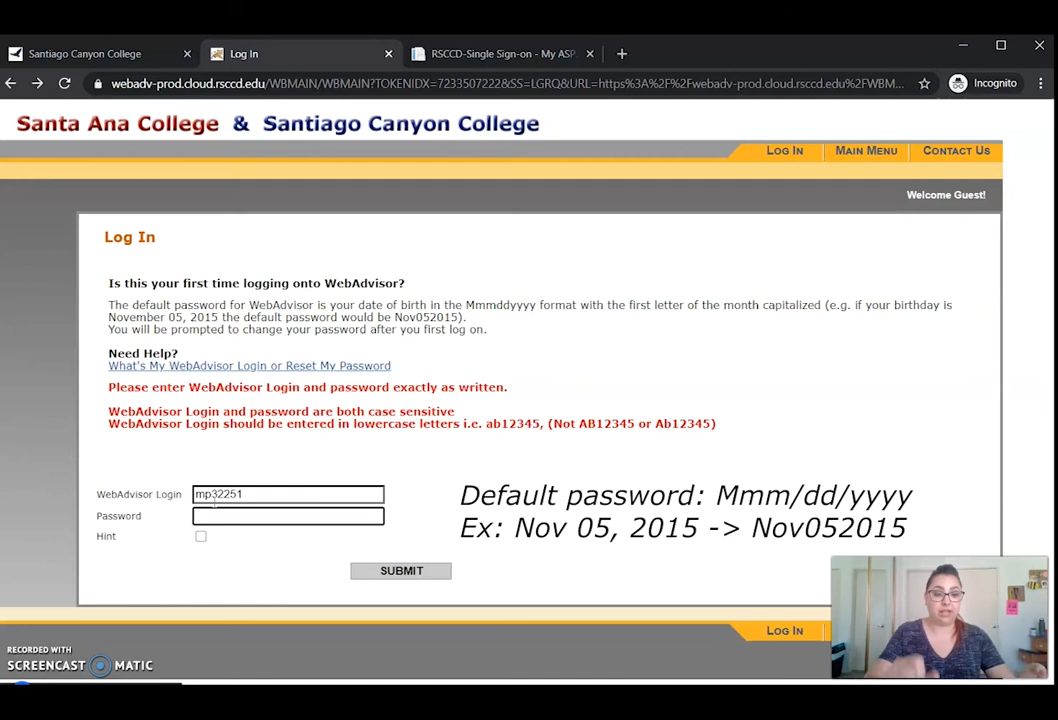 Santiago Canyon College
Log In
RSCCD-Single Sign-on - My ASP
webadv-prod.cloud.rsccd.edu/WBMAIN/WBMAIN?TOKENIDX=7233507222&SS=LGRQ&URL=https%3A%2F%2Fwebadv-prod.cloud.rsccd.edu%2FWBM...
Incognito
Santa Ana College & Santiago Canyon College
LOG IN MAIN MENU CONTACT US
Welcome Guest!
Log In
Is this your first time logging onto WebAdvisor?
The default password for WebAdvisor is your date of birth in the Mmmddyyyy format with the first letter of the month capitalized (e.g. if your birthday is
November 05, 2015 the default password would be Nov052015).
You will be prompted to change your password after you first log on.
Need Help?
What's My WebAdvisor Login or Reset My Password
Please enter WebAdvisor Login and password exactly as written.
WebAdvisor Login and password are both case sensitive
WebAdvisor Login should be entered in lowercase letters i.e. ab12345, (Not AB12345 or Ab12345)
WebAdvisor Login mp32251
Password
Hint
Default password: Mmm/dd/yyyy
Ex: Nov 05, 2015 -> Nov052015
SUBMIT
LOG IN
RECORDED WITH
SCREENCAST MATIC